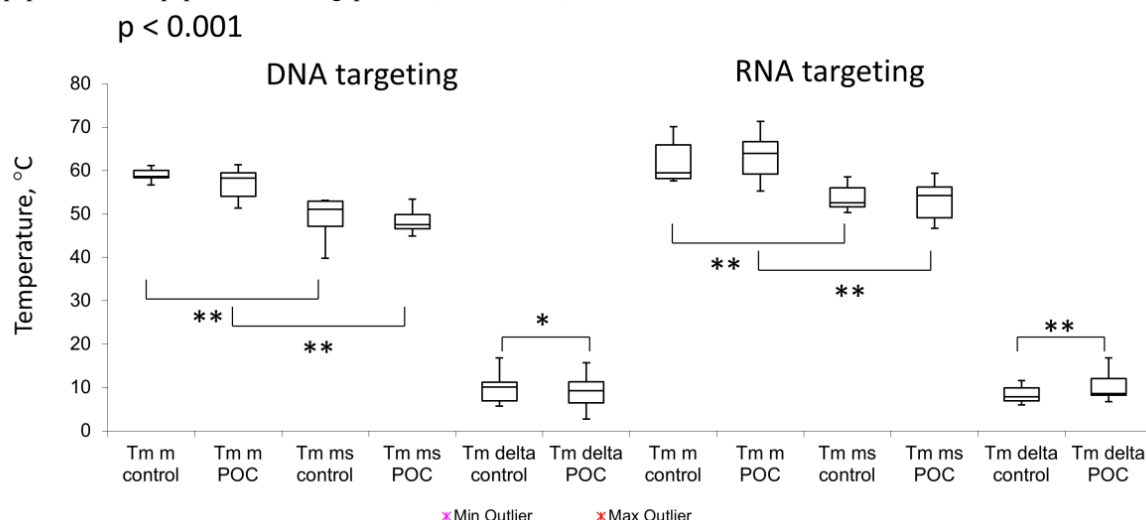 p < 0.001
DNA targeting
RNA targeting
Temperature, °C
80
70
60
50
40
30
20
10
0
**
**
*
**
**
**
Tm m control
Tm m POC
Tm ms control
Tm ms POC
Tm delta control
Tm delta POC
Tm m control
Tm m POC
Tm ms control
Tm ms POC
Tm delta control
Tm delta POC
Min Outlier
Max Outlier